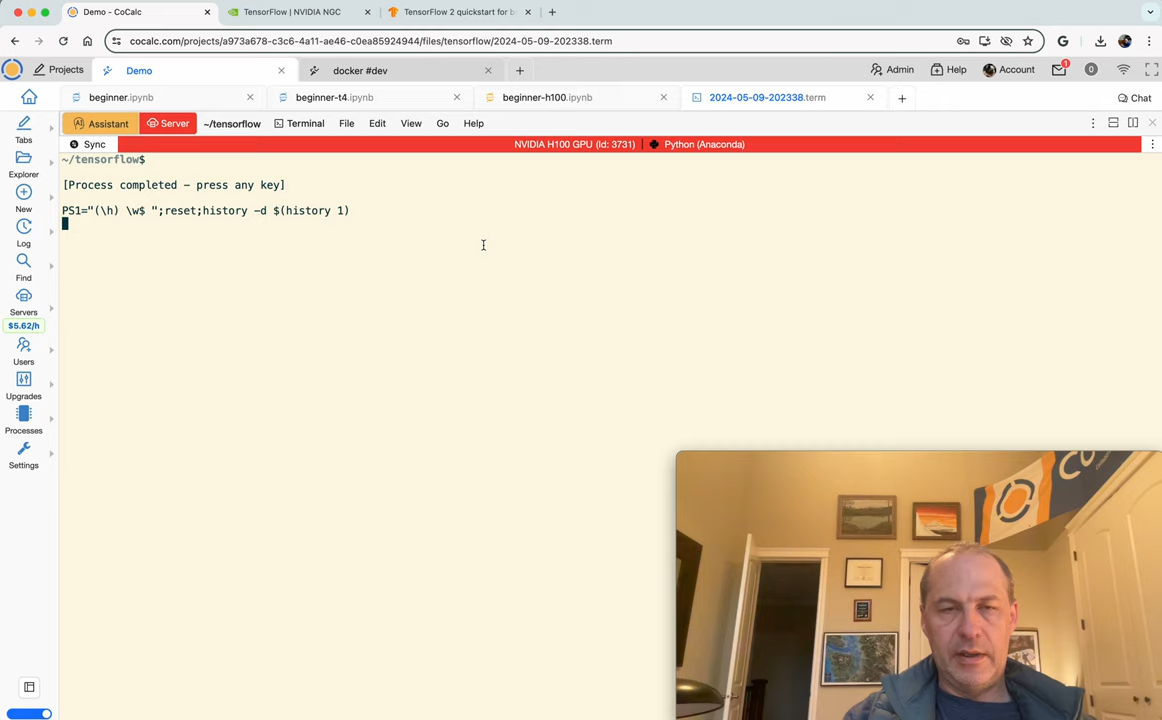 Demo - CoCalc
TensorFlow | NVIDIA NGC
TensorFlow 2 quickstart for b
cocalc.com/projects/a973a678-c3c6-4a11-ae46-c0ea85924944/files/tensorflow/2024-05-09-202338.term
Projects
Demo
docker #dev
Admin
Help
Account
1
0
beginner.ipynb
beginner-t4.ipynb
beginner-h100.ipynb
2024-05-09-202338.term
Chat
Assistant
Server
~/tensorflow
Terminal
File
Edit
View
Go
Help
Sync
NVIDIA H100 GPU (Id: 3731)
Python (Anaconda)
Tabs
Explorer
New
Log
Find
Servers
$5.62/h
Users
Upgrades
Processes
Settings
~/tensorflow$
[Process completed - press any key]
PS1="(\h) \w$ ";reset;history -d $(history 1)